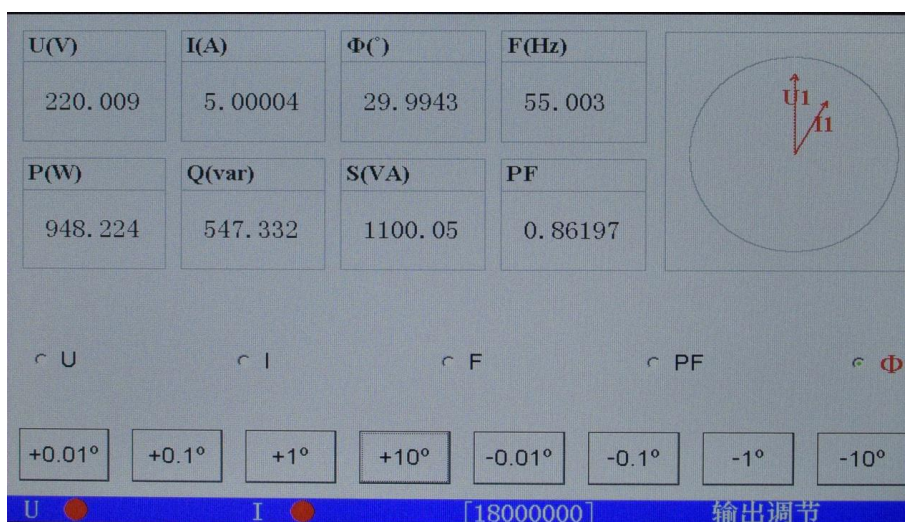 U(V) I(A) Φ(°) F(Hz)
220.009 5.00004 29.9943 55.003
U1
I1
P(W) Q(var) S(VA) PF
948.224 547.332 1100.05 0.86197
U I F PF Φ
+0.01° +0.1° +1° +10° -0.01° -0.1° -1° -10°
U I [18000000] 输出调节